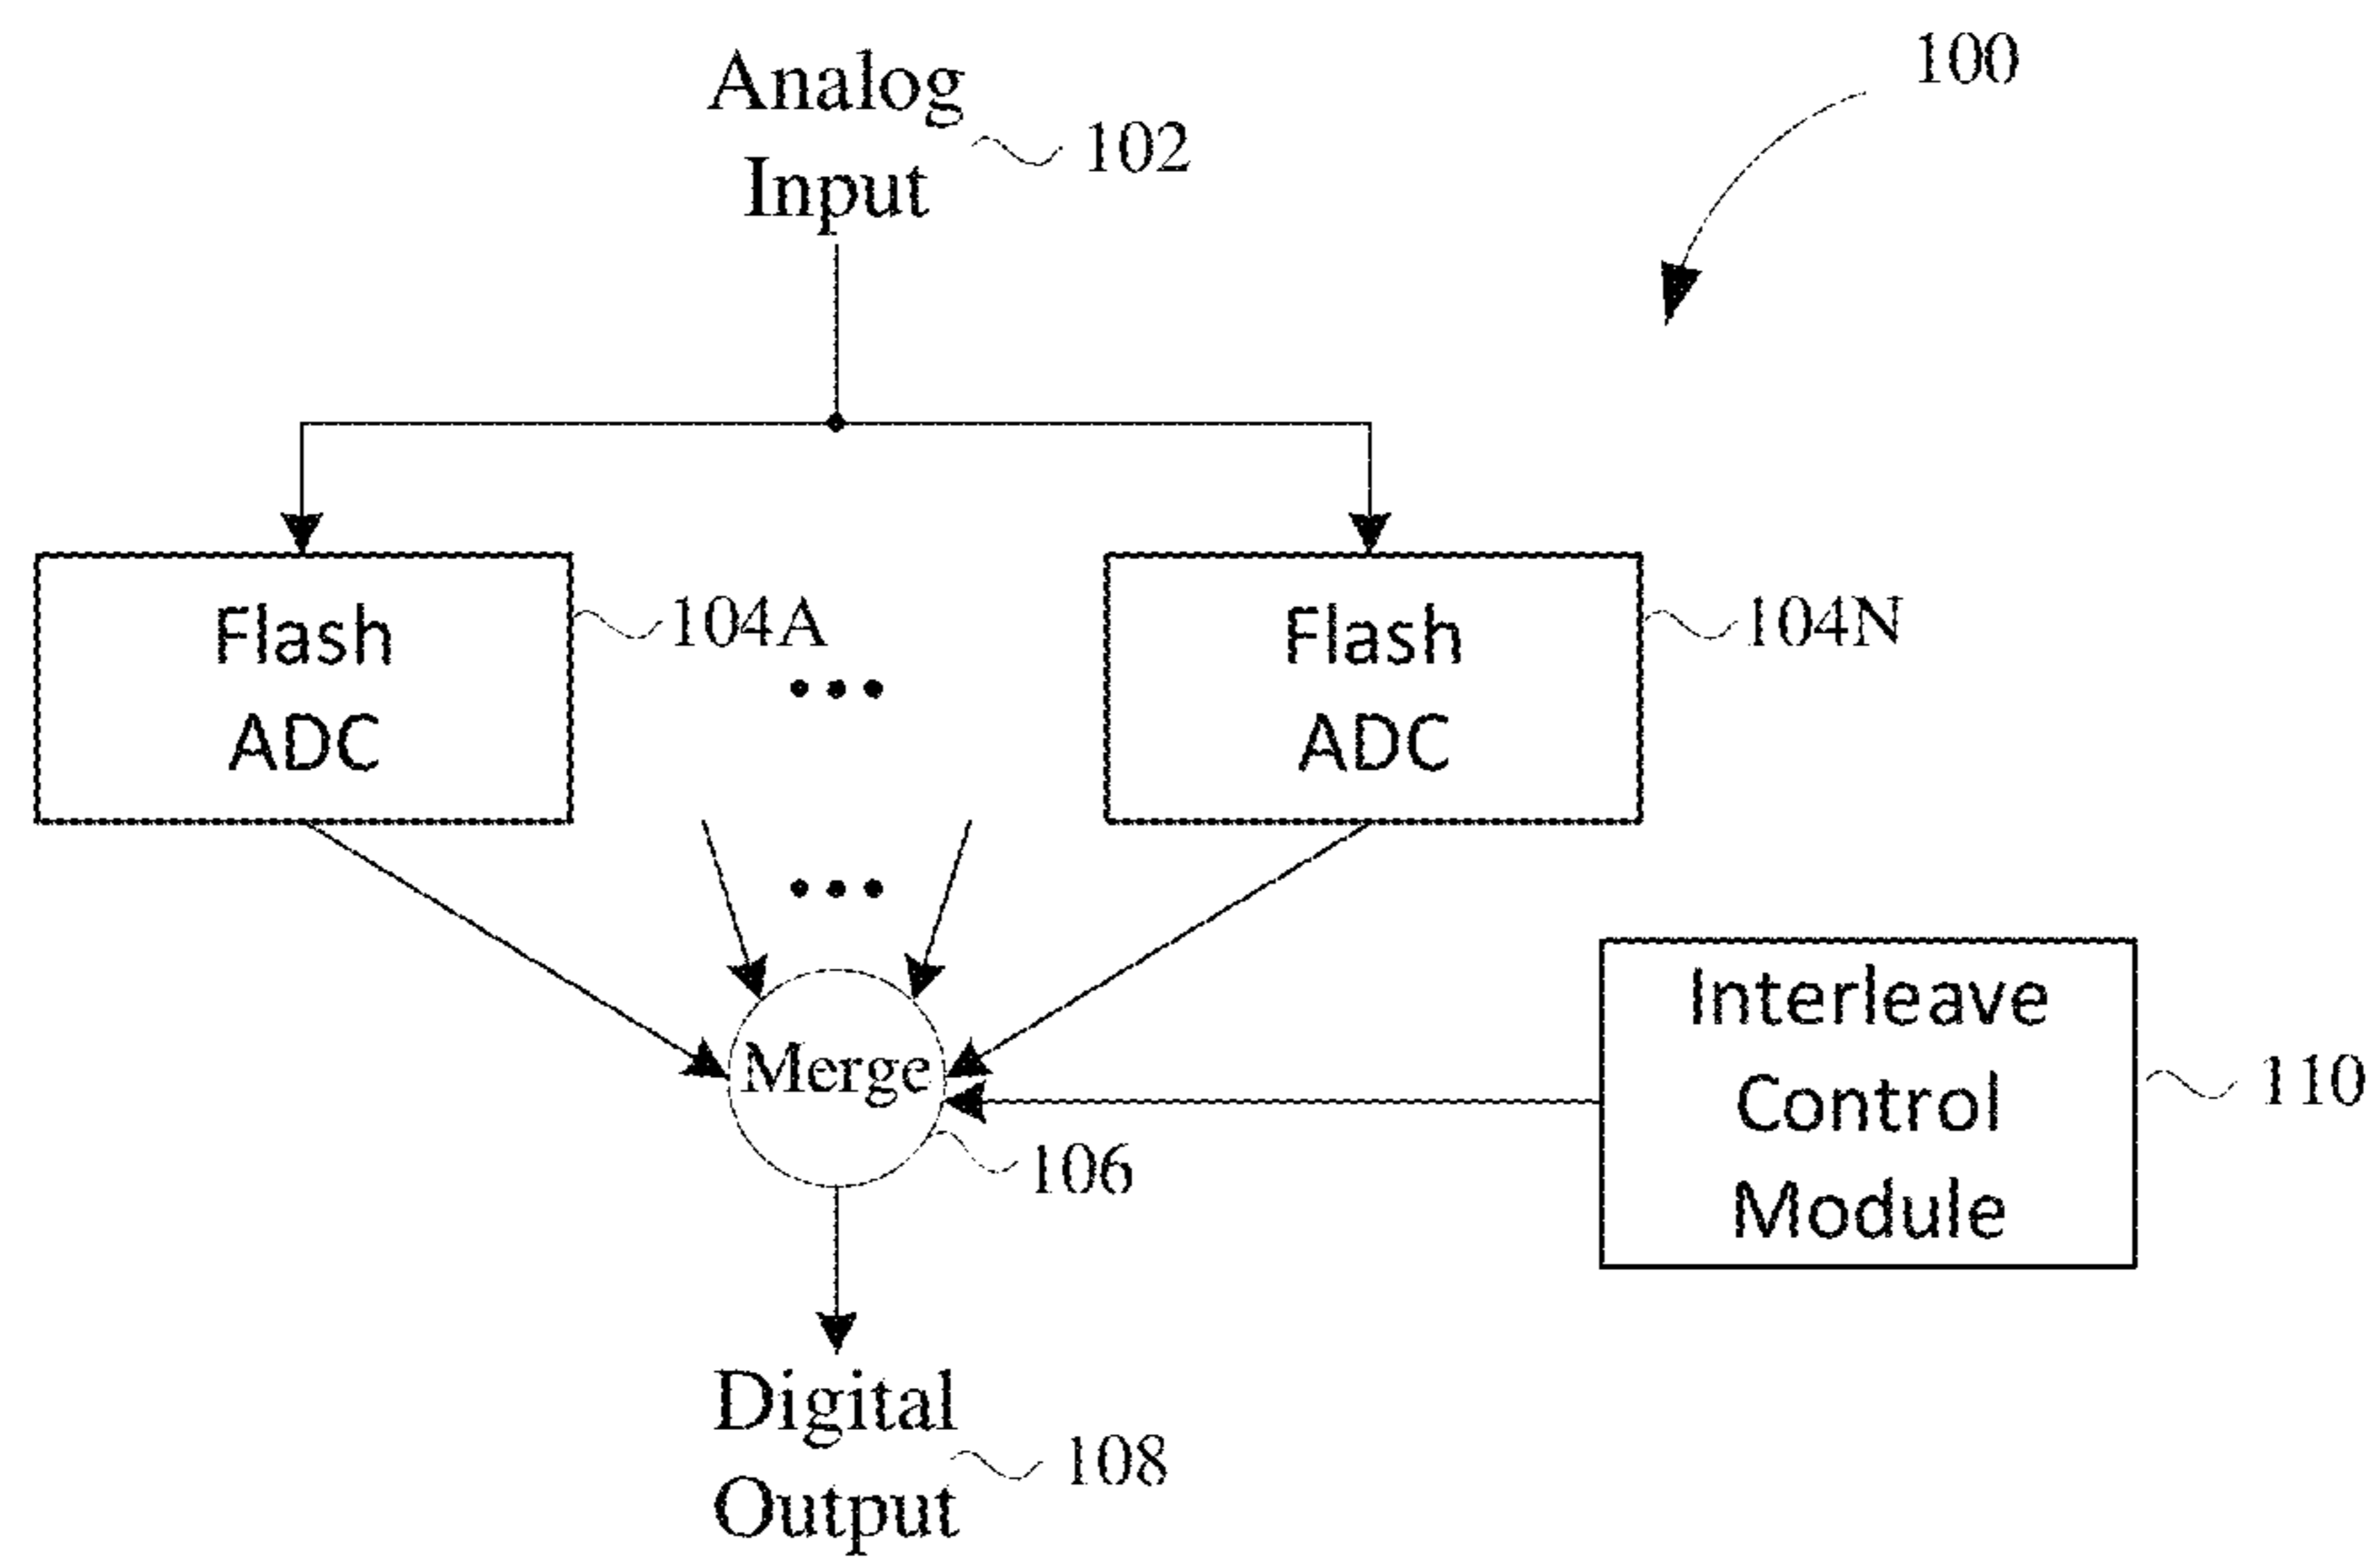 100
Analog
Input
102
Flash
ADC
104A
Flash
ADC
104N
Merge
106
Interleave
Control
Module
110
Digital
Output
108